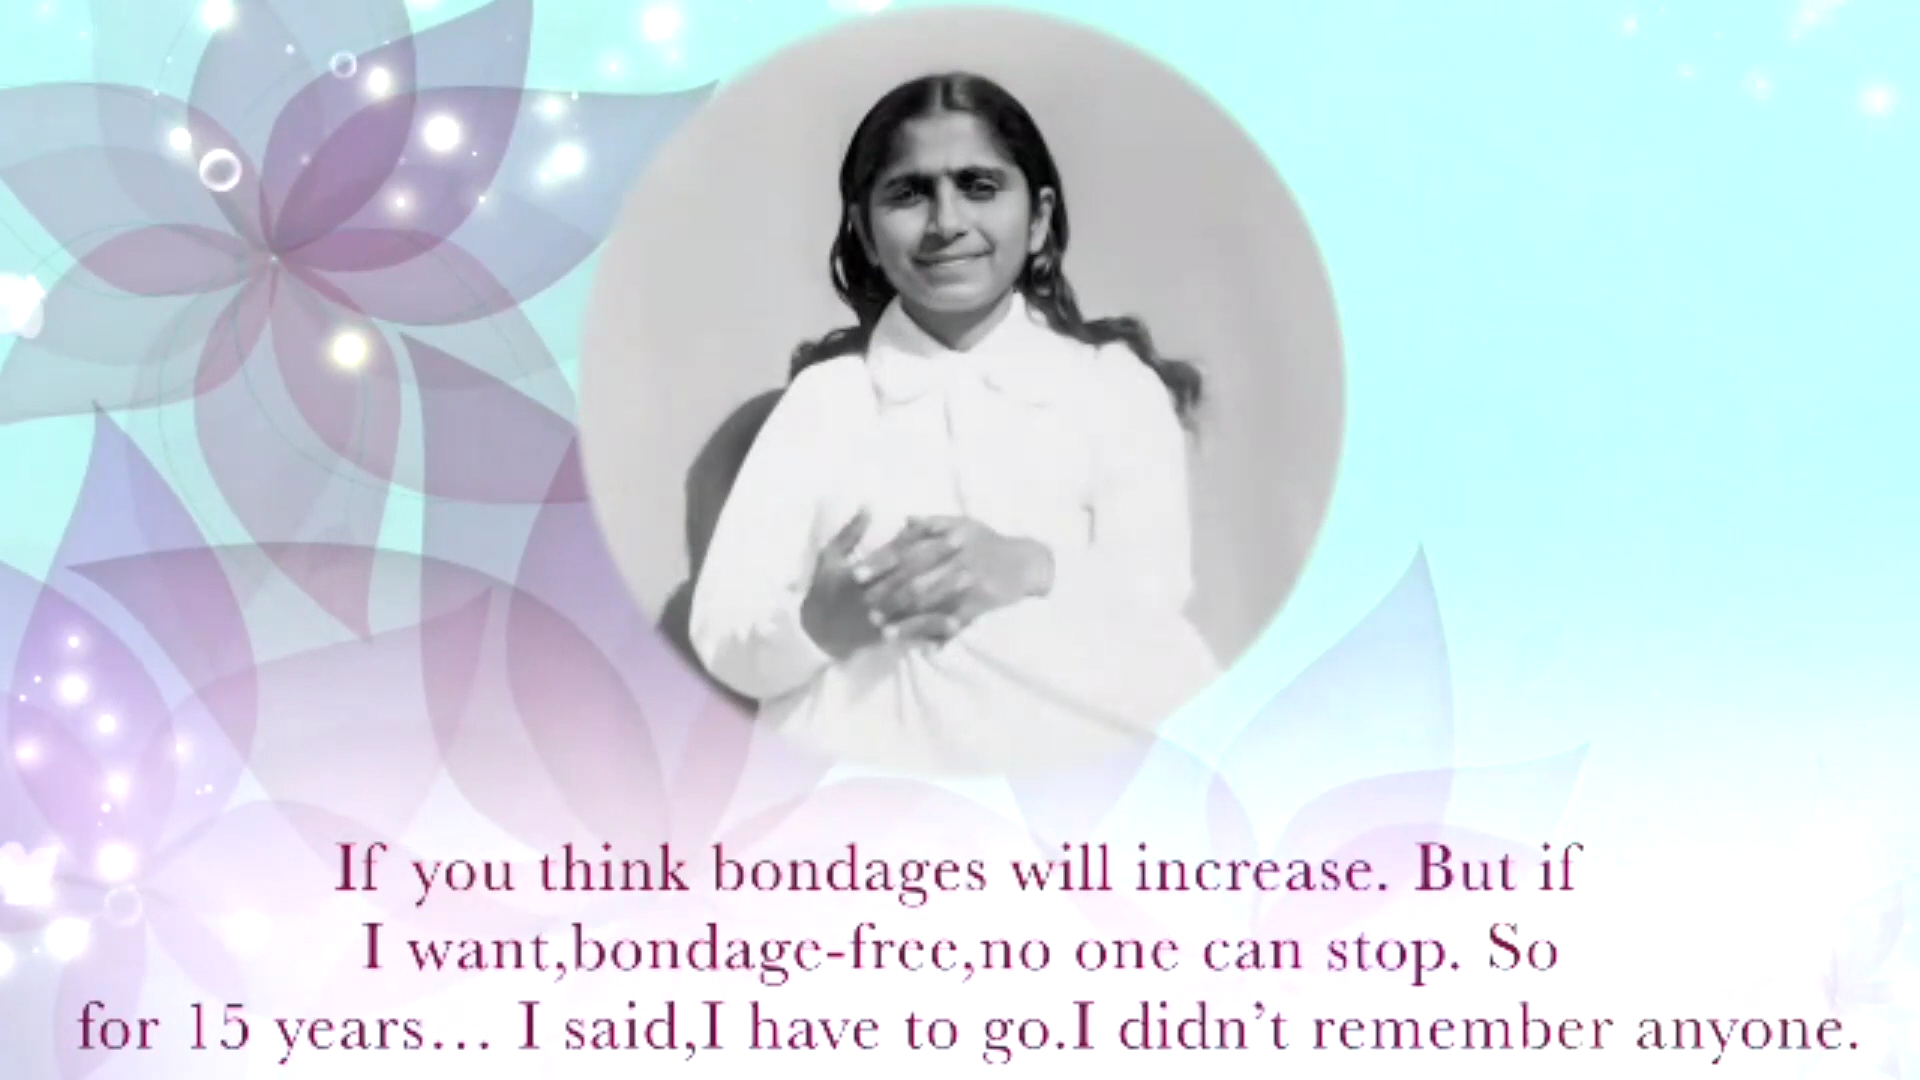 If you think bondages will increase. But if
I want,bondage-free,no one can stop. So
for 15 years... I said,I have to go.I didn't remember anyone.